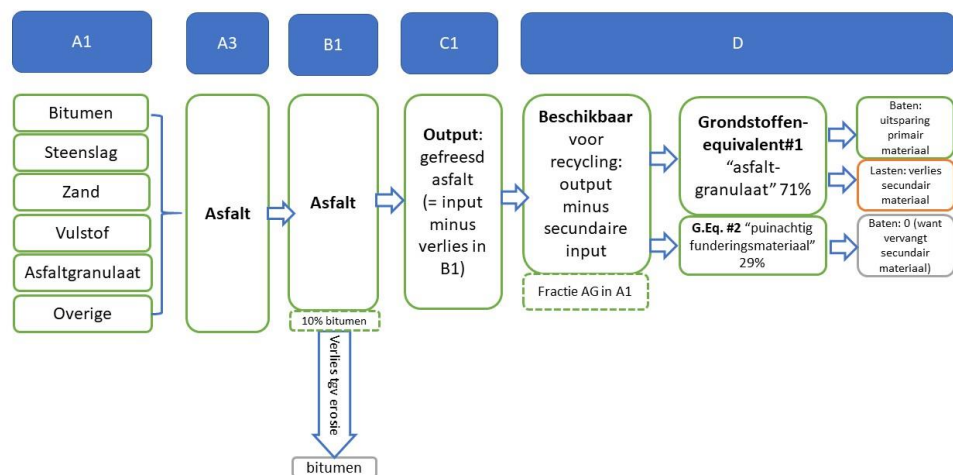 A1
A3
B1
C1
D
Bitumen
Steenslag
Zand
Vulstof
Asfaltgranulaat
Overige
Asfalt
Asfalt
10% bitumen
Verlies tgv erosie
bitumen
Output:
gefreesd
asfalt
(= input
minus
verlies in
B1)
Beschikbaar
voor
recycling:
output
minus
secundaire
input
Fractie AG in A1
Grondstoffen-
equivalent#1
“asfalt-
granulaat” 71%
G.Eq. #2 “puinachtig
funderingsmateriaal”
29%
Baten:
uitsparing
primair
materiaal
Lasten: verlies
secundair
materiaal
Baten: 0 (want
vervangt
secundair
materiaal)